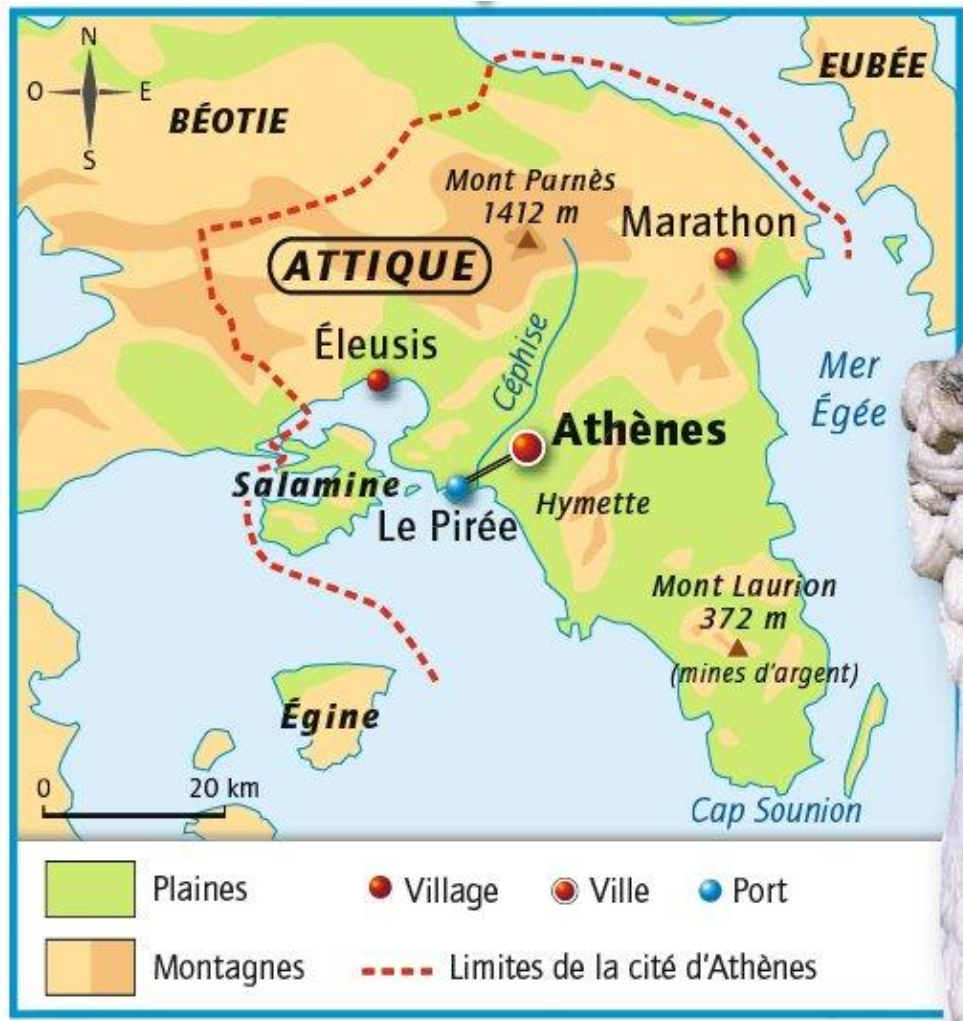 N
O
E
S
BÉOTIE
EUBÉE
Mont Parnès
1412 m
Marathon
ATTIQUE
Céphise
Éleusis
Mer
Égée
Athènes
Salamine
Le Pirée
Hymette
Mont Laurion
372 m
(mines d'argent)
Égine
0
20 km
Cap Sounion
Plaines
Village
Ville
Port
Montagnes
Limites de la cité d'Athènes